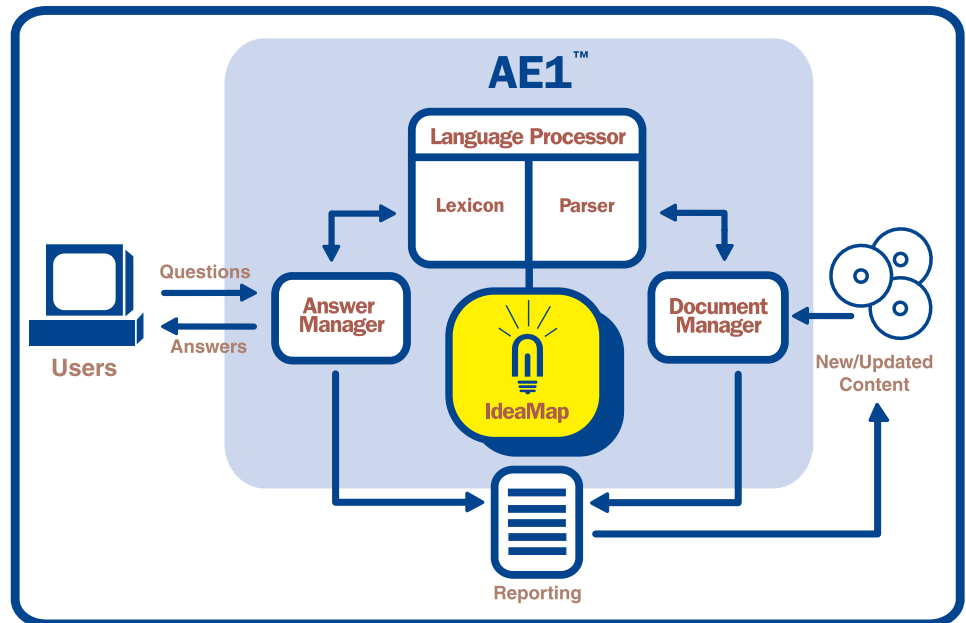 AE1™
Language Processor
Lexicon
Parser
Questions
Answers
Users
Answer
Manager
Document
Manager
New/Updated
Content
IdeaMap
Reporting